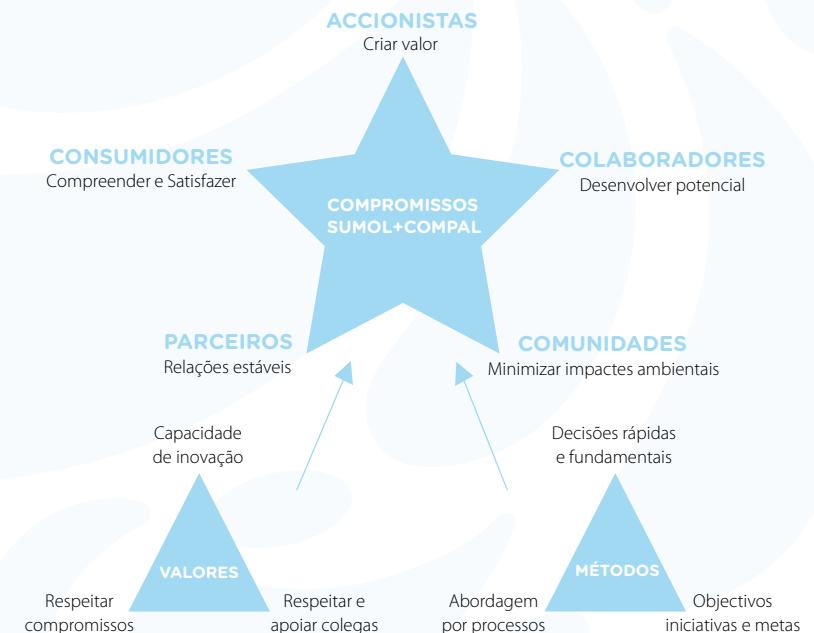 ACCIONISTAS
Criar valor
CONSUMIDORES
Compreender e Satisfazer
COLABORADORES
Desenvolver potencial
COMPROMISSOS
SUMOL+COMPAL
PARCEIROS
Relações estáveis
COMUNIDADES
Minimizar impactes ambientais
Capacidade
de inovação
Decisões rápidas
e fundamentais
VALORES
MÉTODOS
Respeitar
compromissos
Respeitar e
apoiar colegas
Abordagem
por processos
Objectivos
iniciativas e metas